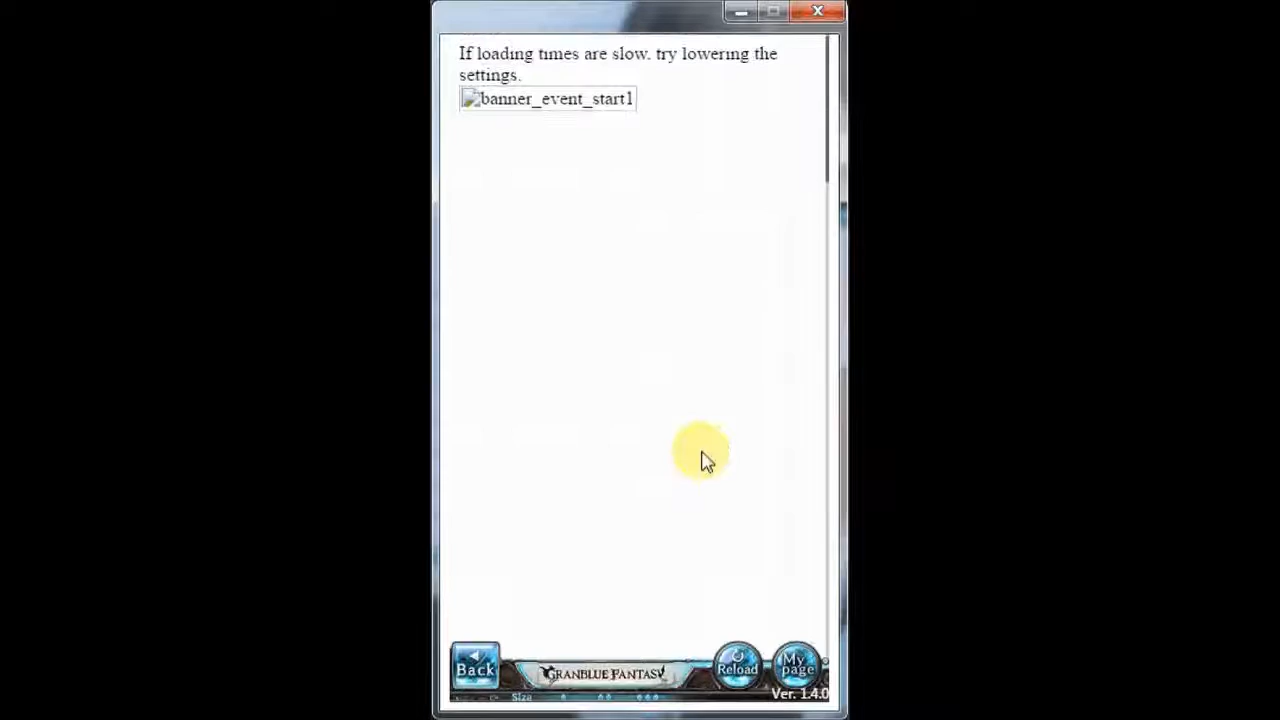 If loading times are slow. try lowering the
settings.
banner_event_start1
Back
GRANBLUE FANTASY
Reload
My
page
Size
Ver. 1.4.0